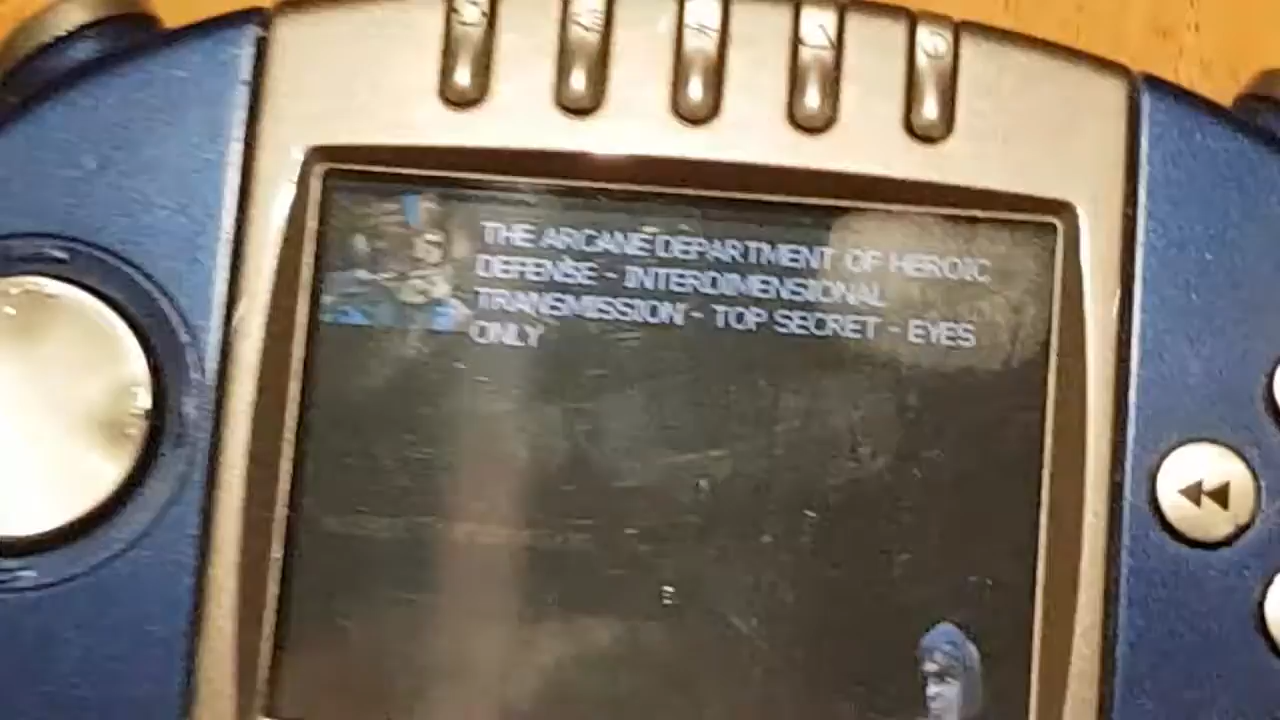 THE ARCANE DEPARTMENT OF HEROIC
DEFENSE - INTERDIMENSIONAL
TRANSMISSION - TOP SECRET - EYES
ONLY